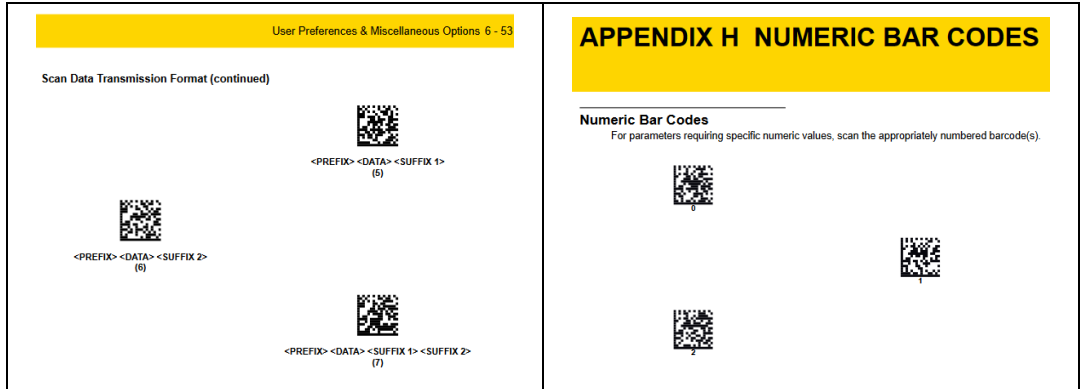 User Preferences & Miscellaneous Options 6 - 53
Scan Data Transmission Format (continued)
<PREFIX> <DATA> <SUFFIX 1>
(5)
<PREFIX> <DATA> <SUFFIX 2>
(6)
<PREFIX> <DATA> <SUFFIX 1> <SUFFIX 2>
(7)
APPENDIX H NUMERIC BAR CODES
Numeric Bar Codes
For parameters requiring specific numeric values, scan the appropriately numbered barcode(s).
0
1
2